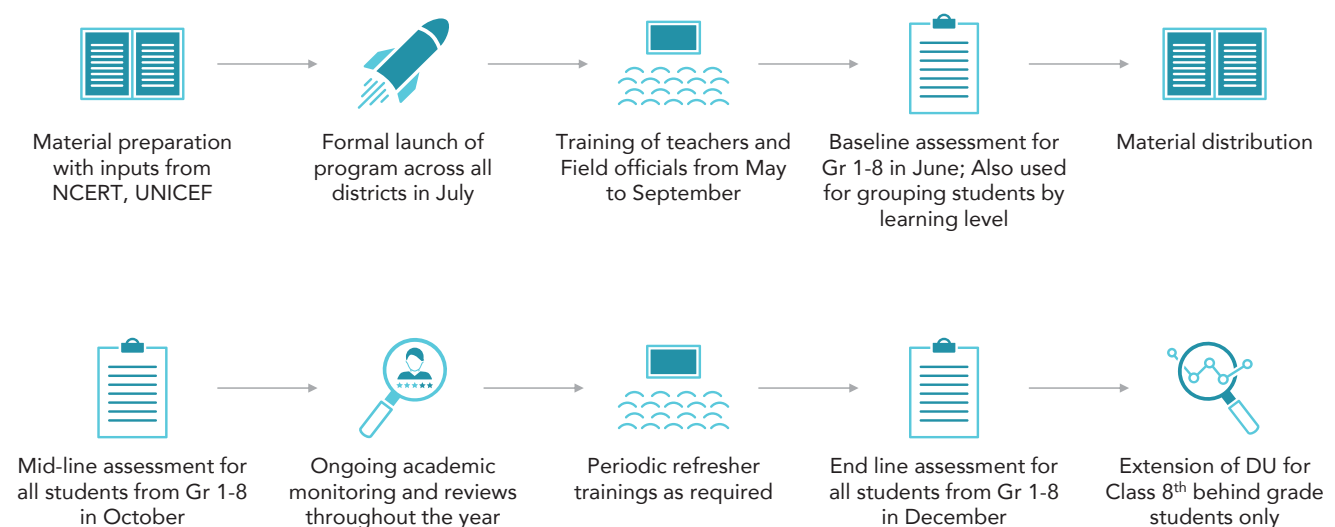 Material preparation
with inputs from
NCERT, UNICEF
Formal launch of
program across all
districts in July
Training of teachers and
Field officials from May
to September
Baseline assessment for
Gr 1-8 in June; Also used
for grouping students by
learning level
Material distribution
Mid-line assessment for
all students from Gr 1-8
in October
Ongoing academic
monitoring and reviews
throughout the year
Periodic refresher
trainings as required
End line assessment for
all students from Gr 1-8
in December
Extension of DU for
Class 8th behind grade
students only